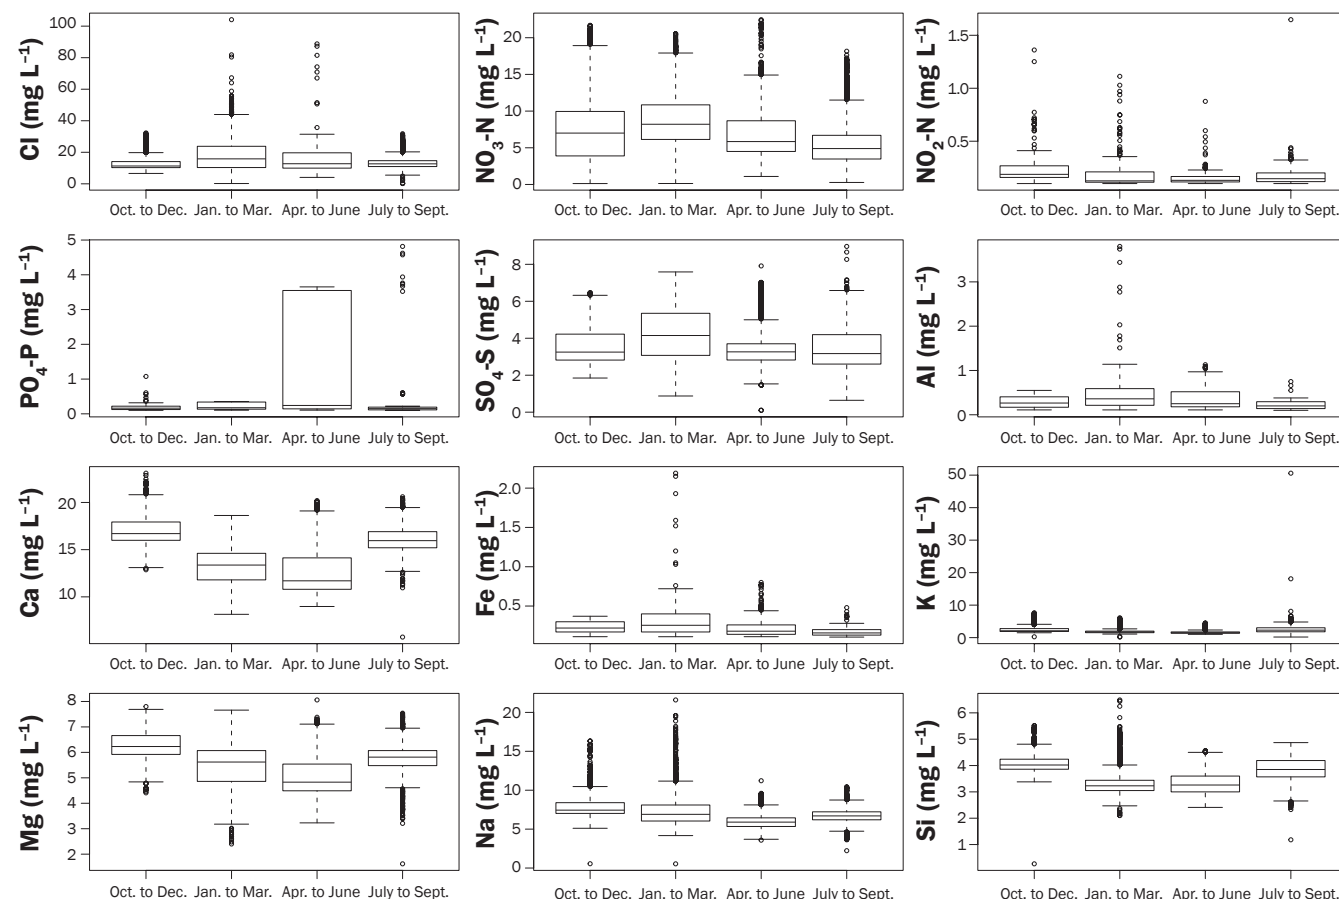 Cl (mg L⁻¹)
100
80
60
40
20
0
Oct. to Dec. Jan. to Mar. Apr. to June July to Sept.
NO₃-N (mg L⁻¹)
20
15
10
5
0
Oct. to Dec. Jan. to Mar. Apr. to June July to Sept.
NO₂-N (mg L⁻¹)
1.5
1.0
0.5
Oct. to Dec. Jan. to Mar. Apr. to June July to Sept.
PO₄-P (mg L⁻¹)
5
4
3
2
1
0
Oct. to Dec. Jan. to Mar. Apr. to June July to Sept.
SO₄-S (mg L⁻¹)
8
6
4
2
0
Oct. to Dec. Jan. to Mar. Apr. to June July to Sept.
Al (mg L⁻¹)
3
2
1
0
Oct. to Dec. Jan. to Mar. Apr. to June July to Sept.
Ca (mg L⁻¹)
20
15
10
Oct. to Dec. Jan. to Mar. Apr. to June July to Sept.
Fe (mg L⁻¹)
2.0
1.5
1.0
0.5
Oct. to Dec. Jan. to Mar. Apr. to June July to Sept.
K (mg L⁻¹)
50
40
30
20
10
0
Oct. to Dec. Jan. to Mar. Apr. to June July to Sept.
Mg (mg L⁻¹)
8
7
6
5
4
3
2
Oct. to Dec. Jan. to Mar. Apr. to June July to Sept.
Na (mg L⁻¹)
20
15
10
5
0
Oct. to Dec. Jan. to Mar. Apr. to June July to Sept.
Si (mg L⁻¹)
6
5
4
3
2
1
Oct. to Dec. Jan. to Mar. Apr. to June July to Sept.